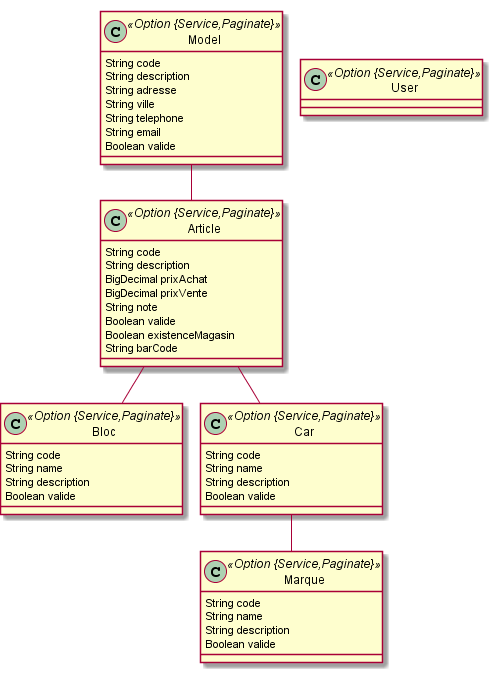 C «Option {Service,Paginate}»
Model
String code
String description
String adresse
String ville
String telephone
String email
Boolean valide
C «Option {Service,Paginate}»
User
C «Option {Service,Paginate}»
Article
String code
String description
BigDecimal prixAchat
BigDecimal prixVente
String note
Boolean valide
Boolean existenceMagasin
String barCode
C «Option {Service,Paginate}»
Bloc
String code
String name
String description
Boolean valide
C «Option {Service,Paginate}»
Car
String code
String name
String description
Boolean valide
C «Option {Service,Paginate}»
Marque
String code
String name
String description
Boolean valide